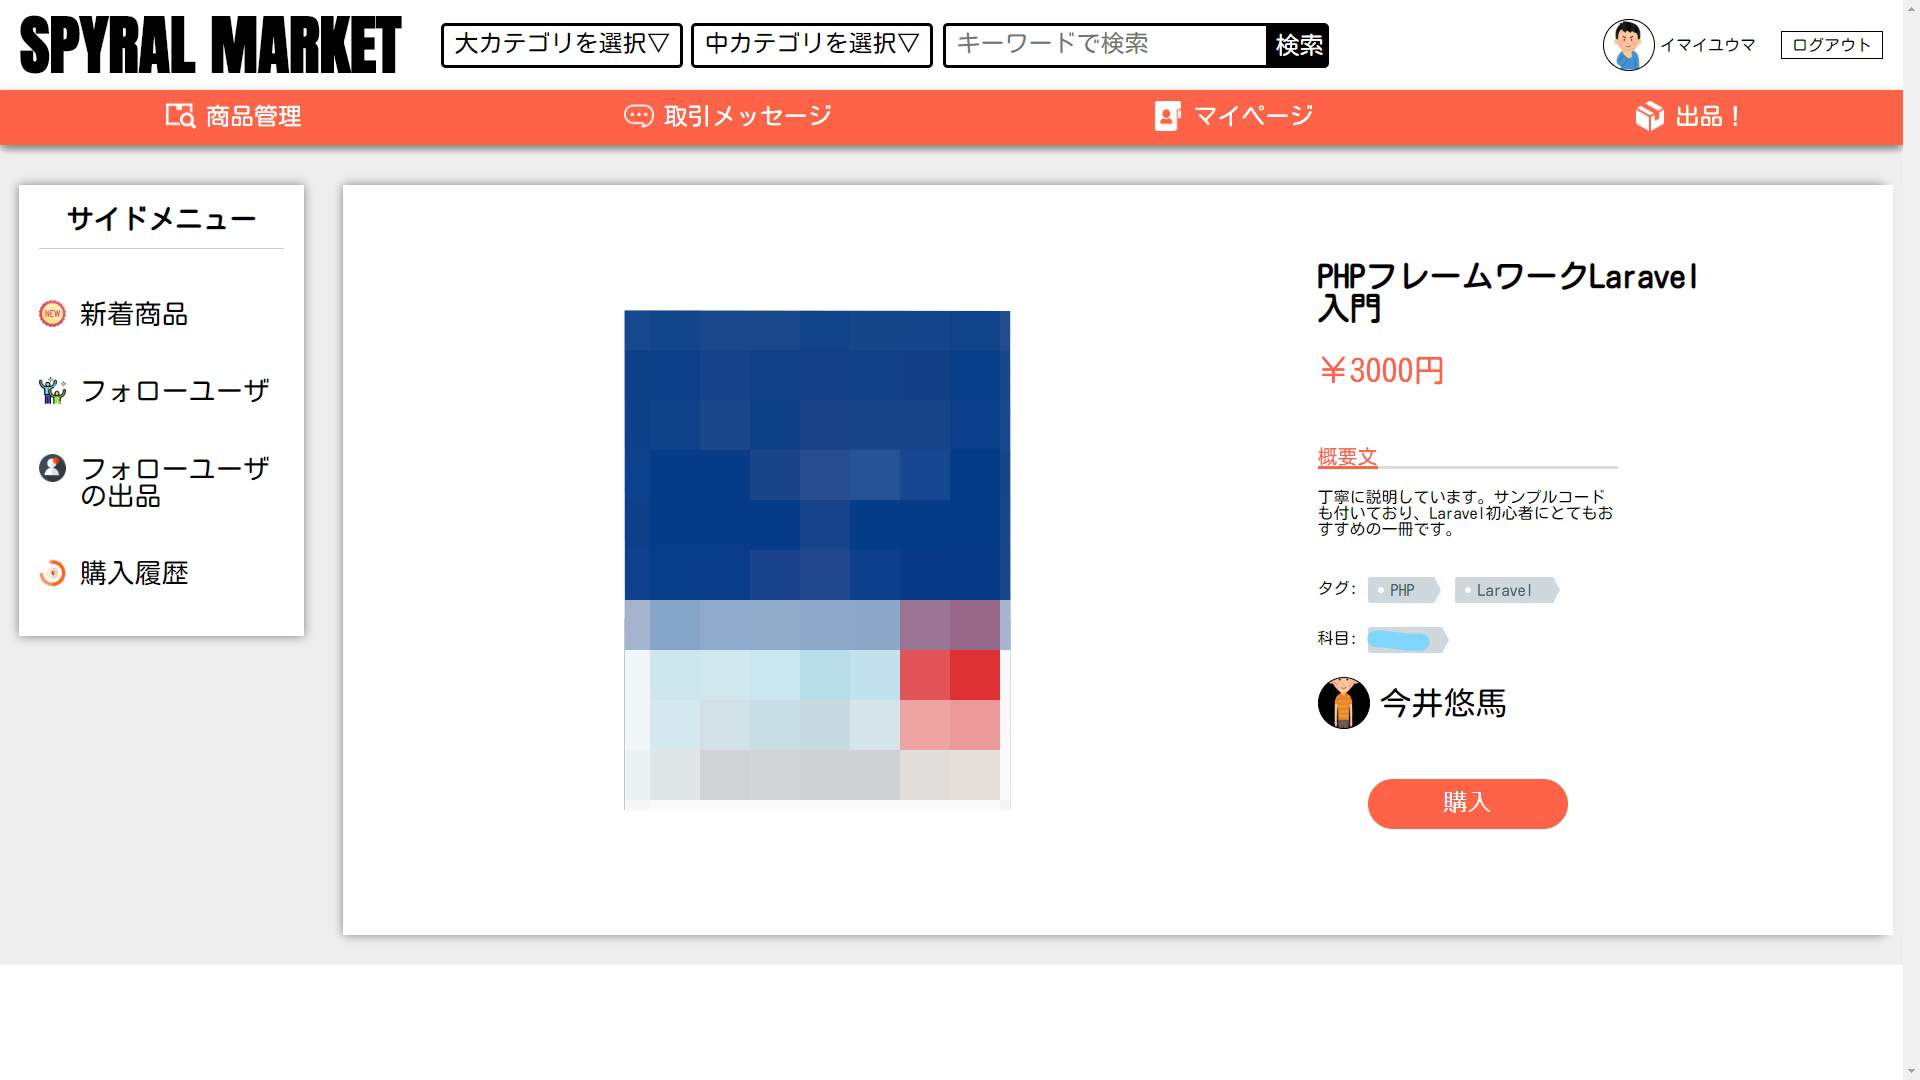 SPYRAL MARKET
大カテゴリを選択▽
中カテゴリを選択▽
キーワードで検索
検索
イマイユウマ
ログアウト
商品管理
取引メッセージ
マイページ
出品！
サイドメニュー
NEW
新着商品
フォローユーザ
フォローユーザ
の出品
購入履歴
PHPフレームワークLaravel
入門
￥3000円
概要文
丁寧に説明しています。サンプルコード
も付いており、Laravel初心者にとてもお
すすめの一冊です。
タグ:
PHP
Laravel
科目:
今井悠馬
購入